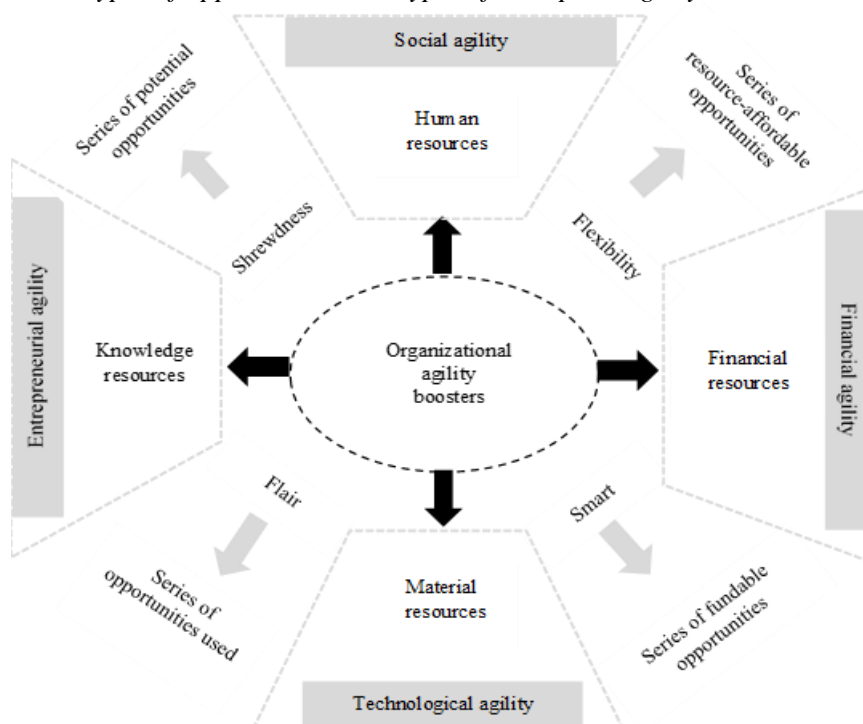 Social agility
Human
resources
Series of potential
opportunities
Series of
resource-affordable
opportunities
Shrewdness
Flexibility
Entrepreneurial agility
Knowledge
resources
Organizational
agility
boosters
Financial
resources
Financial agility
Flair
Smart
Series of
opportunities used
Material
resources
Series of fundable
opportunities
Technological agility